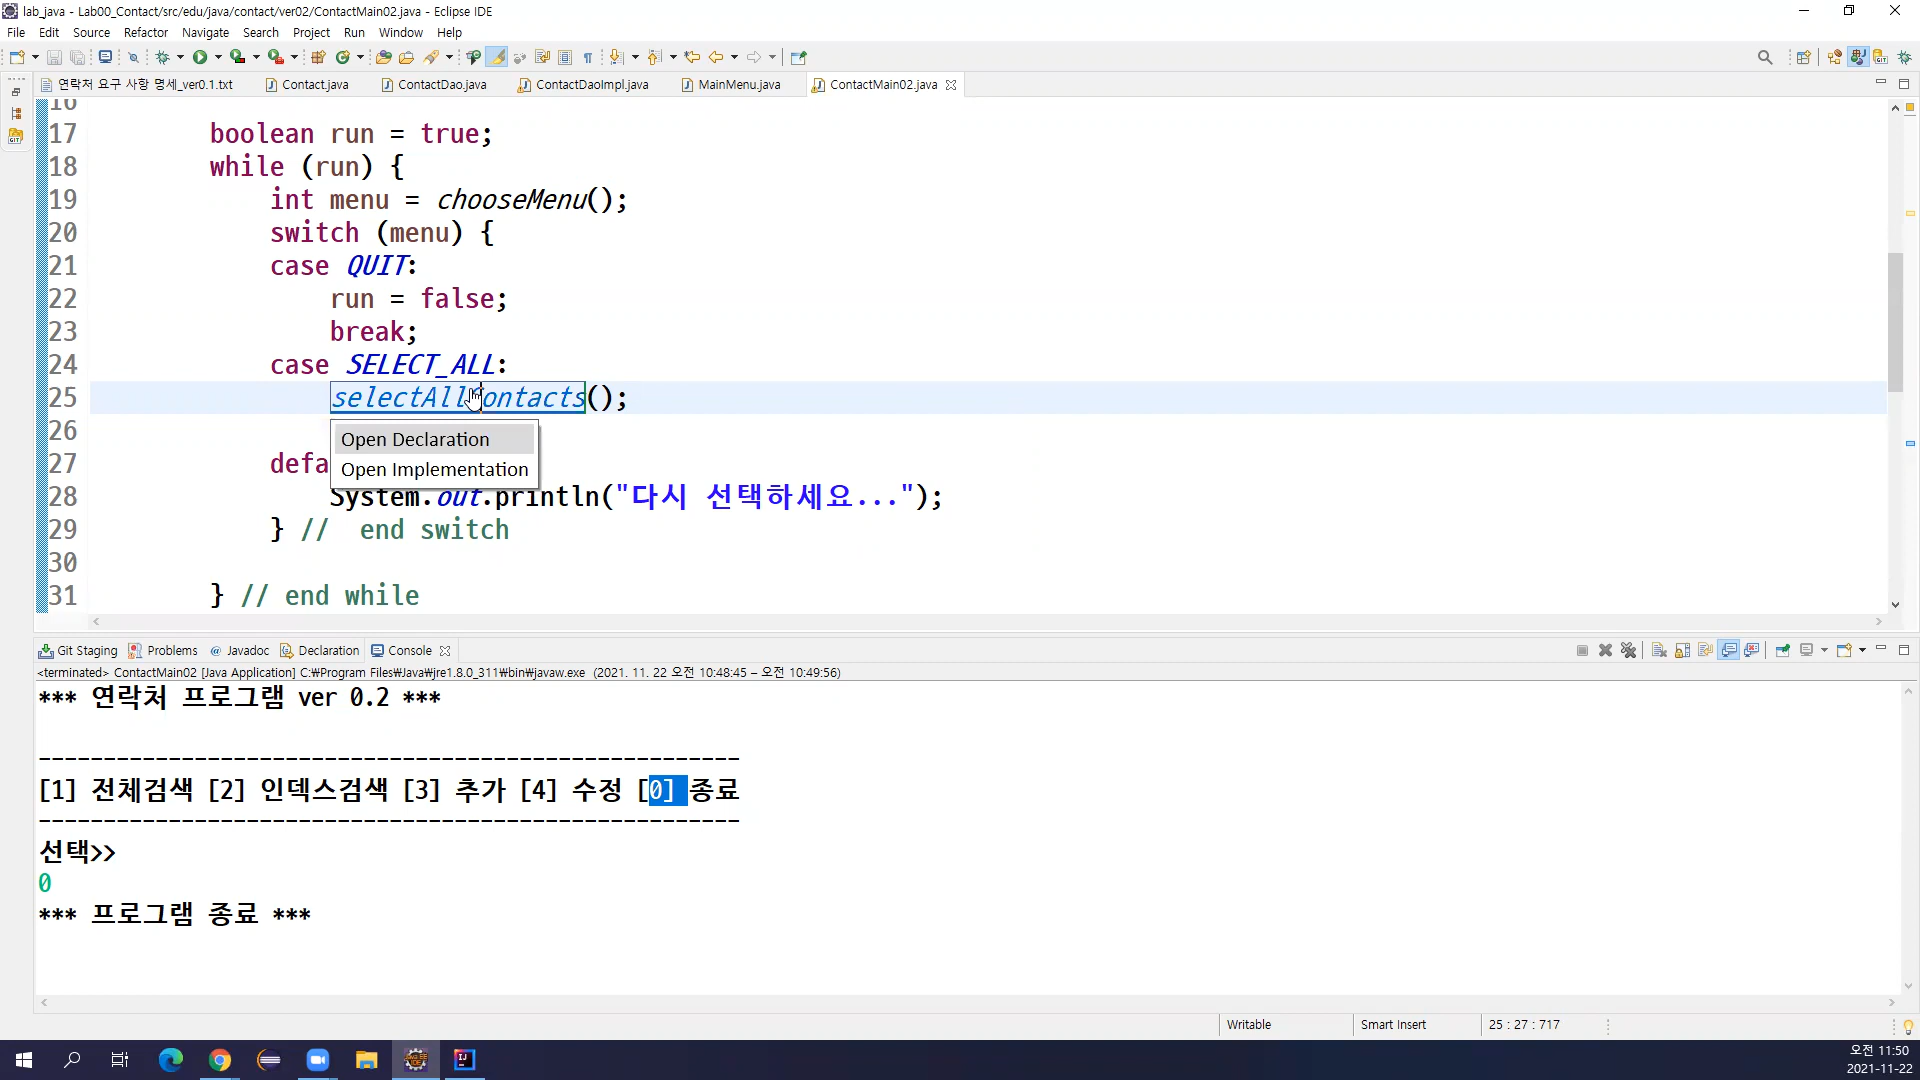 lab_java - Lab00_Contact/src/edu/java/contact/ver02/ContactMain02.java - Eclipse IDE
File Edit Source Refactor Navigate Search Project Run Window Help
연락처 요구 사항 명세_ver0.1.txt Contact.java ContactDao.java ContactDaoImpl.java MainMenu.java ContactMain02.java
16
17 boolean run = true;
18 while (run) {
19 int menu = chooseMenu();
20 switch (menu) {
21 case QUIT:
22 run = false;
23 break;
24 case SELECT_ALL:
25 selectAllContacts();
26 Open Declaration
27 defa Open Implementation
28 System.out.println("다시 선택하세요...");
29 } // end switch
30
31 } // end while
Git Staging Problems Javadoc Declaration Console
<terminated> ContactMain02 [Java Application] C:₩Program Files₩Java₩jre1.8.0_311₩bin₩javaw.exe (2021. 11. 22 오전 10:48:45 – 오전 10:49:56)
*** 연락처 프로그램 ver 0.2 ***
------------------------------------------------------
[1] 전체검색 [2] 인덱스검색 [3] 추가 [4] 수정 [0] 종료
------------------------------------------------------
선택>>
0
*** 프로그램 종료 ***
Writable Smart Insert 25 : 27 : 717
오전 11:50
2021-11-22